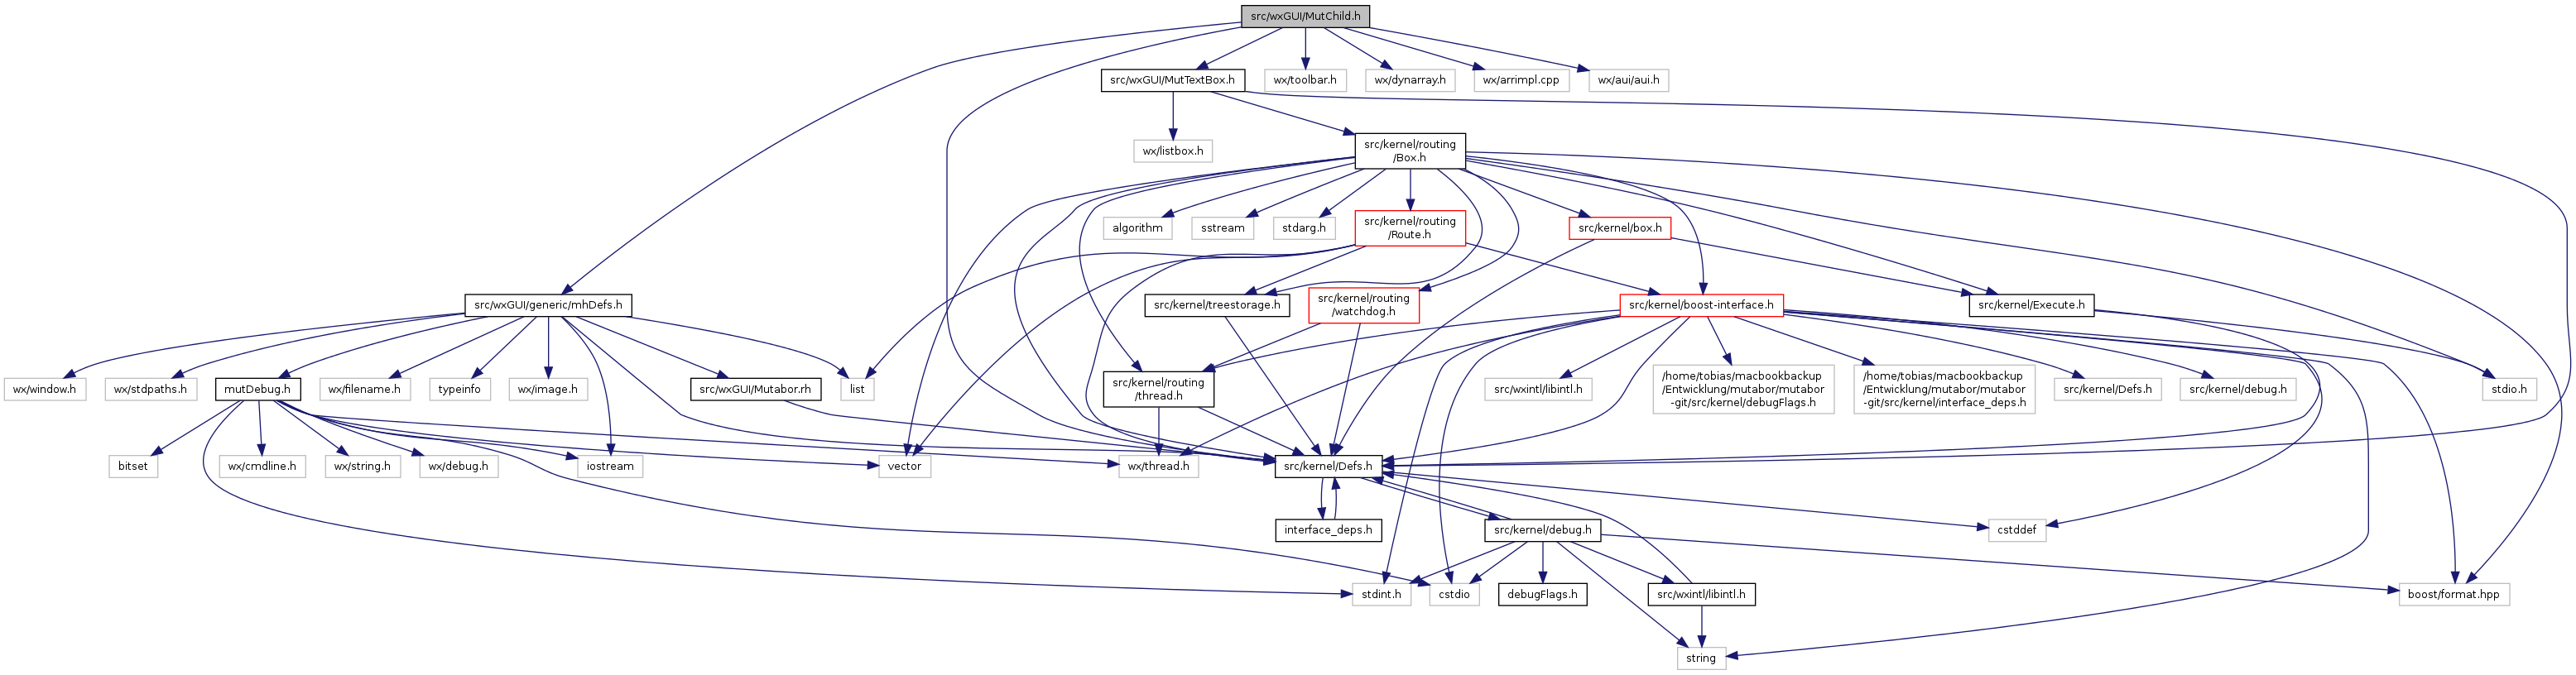 src/wxGUI/MutChild.h
src/wxGUI/MutTextBox.h
wx/toolbar.h
wx/dynarray.h
wx/arrimpl.cpp
wx/aui/aui.h
wx/listbox.h
src/kernel/routing
/Box.h
algorithm
sstream
stdarg.h
src/kernel/routing
/Route.h
src/kernel/box.h
src/wxGUI/generic/mhDefs.h
src/kernel/treestorage.h
src/kernel/routing
/watchdog.h
src/kernel/boost-interface.h
src/kernel/Execute.h
wx/window.h
wx/stdpaths.h
mutDebug.h
wx/filename.h
typeinfo
wx/image.h
src/wxGUI/Mutabor.rh
list
src/kernel/routing
/thread.h
src/wxintl/libintl.h
/home/tobias/macbookbackup
/Entwicklung/mutabor/mutabor
-git/src/kernel/debugFlags.h
/home/tobias/macbookbackup
/Entwicklung/mutabor/mutabor
-git/src/kernel/interface_deps.h
src/kernel/Defs.h
src/kernel/debug.h
stdio.h
bitset
wx/cmdline.h
wx/string.h
wx/debug.h
iostream
vector
wx/thread.h
src/kernel/Defs.h
interface_deps.h
src/kernel/debug.h
cstddef
stdint.h
cstdio
debugFlags.h
src/wxintl/libintl.h
boost/format.hpp
string